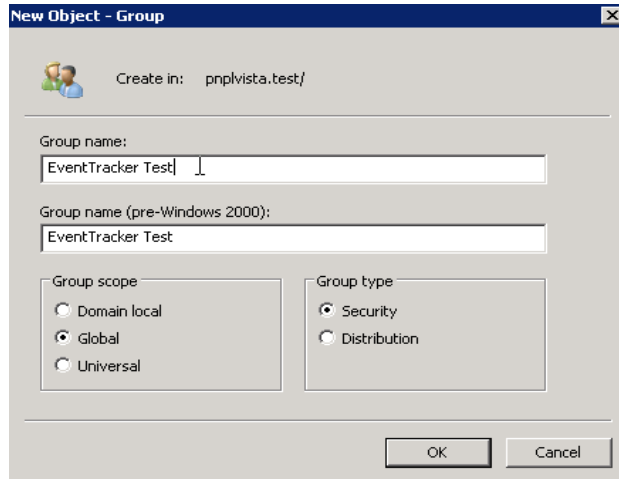 New Object - Group
Create in: pnplvista.test/
Group name:
EventTracker Test
Group name (pre-Windows 2000):
EventTracker Test
Group scope
Domain local
Global
Universal
Group type
Security
Distribution
OK
Cancel